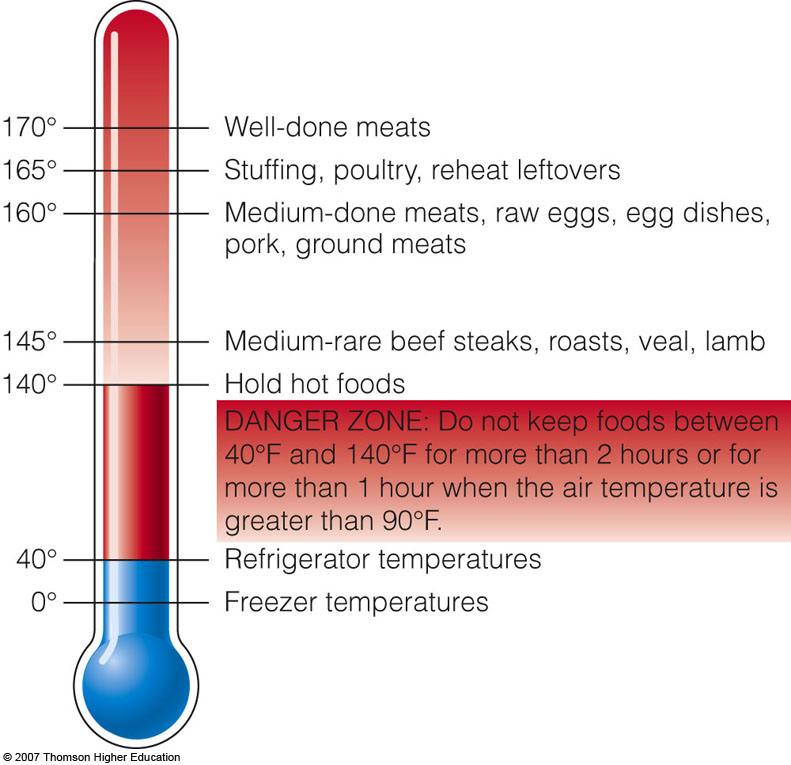 170° Well-done meats
165° Stuffing, poultry, reheat leftovers
160° Medium-done meats, raw eggs, egg dishes,
pork, ground meats
145° Medium-rare beef steaks, roasts, veal, lamb
140° Hold hot foods
DANGER ZONE: Do not keep foods between
40°F and 140°F for more than 2 hours or for
more than 1 hour when the air temperature is
greater than 90°F.
40° Refrigerator temperatures
0° Freezer temperatures
© 2007 Thomson Higher Education